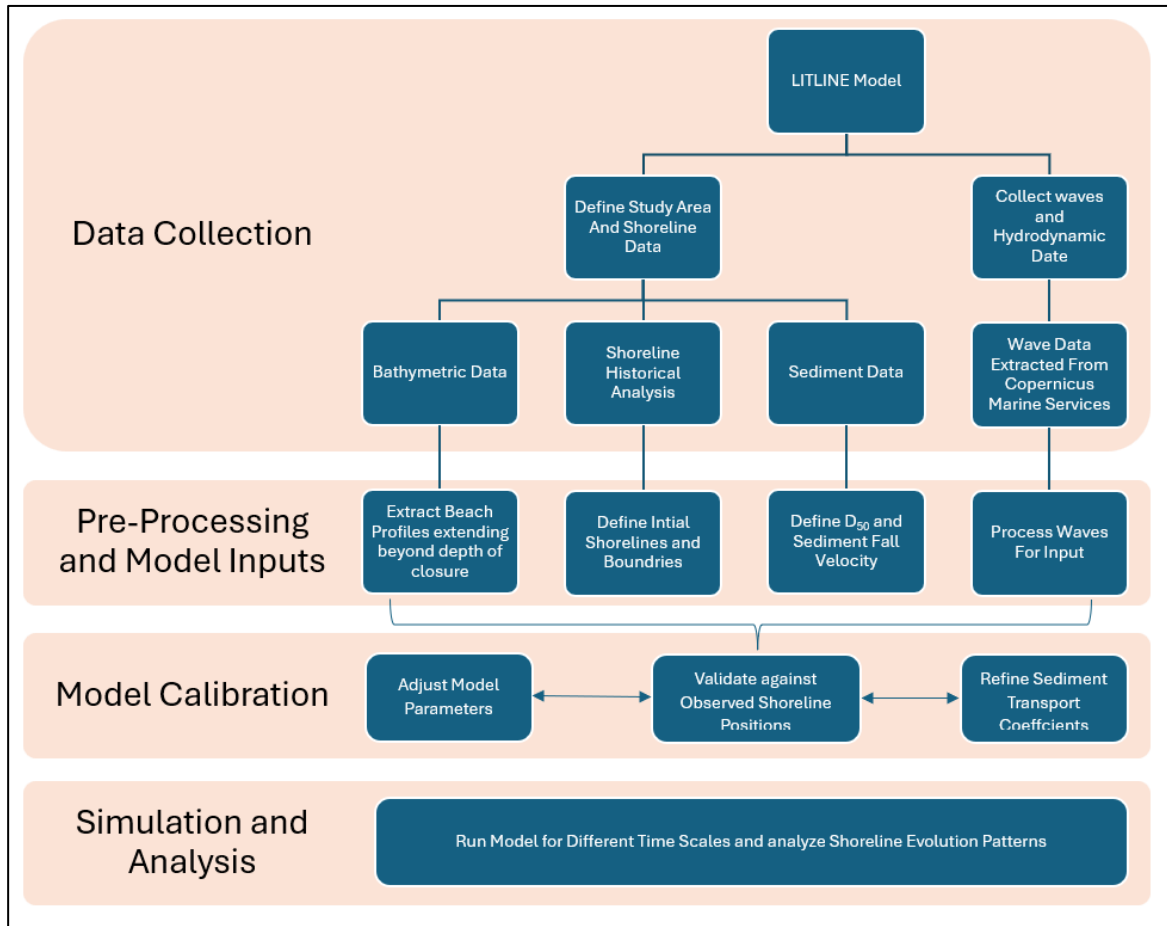 Data Collection
LITLINE Model
Define Study Area
And Shoreline
Data
Collect waves
and
Hydrodynamic
Date
Bathymetric Data
Shoreline
Historical
Analysis
Sediment Data
Wave Data
Extracted From
Copernicus
Marine Services
Pre-Processing
and Model Inputs
Extract Beach
Profiles extending
beyond depth of
closure
Define Intial
Shorelines and
Boundries
Define D₅₀ and
Sediment Fall
Velocity
Process Waves
For Input
Model Calibration
Adjust Model
Parameters
Validate against
Observed Shoreline
Positions
Refine Sediment
Transport
Coeffcients
Simulation and
Analysis
Run Model for Different Time Scales and analyze Shoreline Evolution Patterns